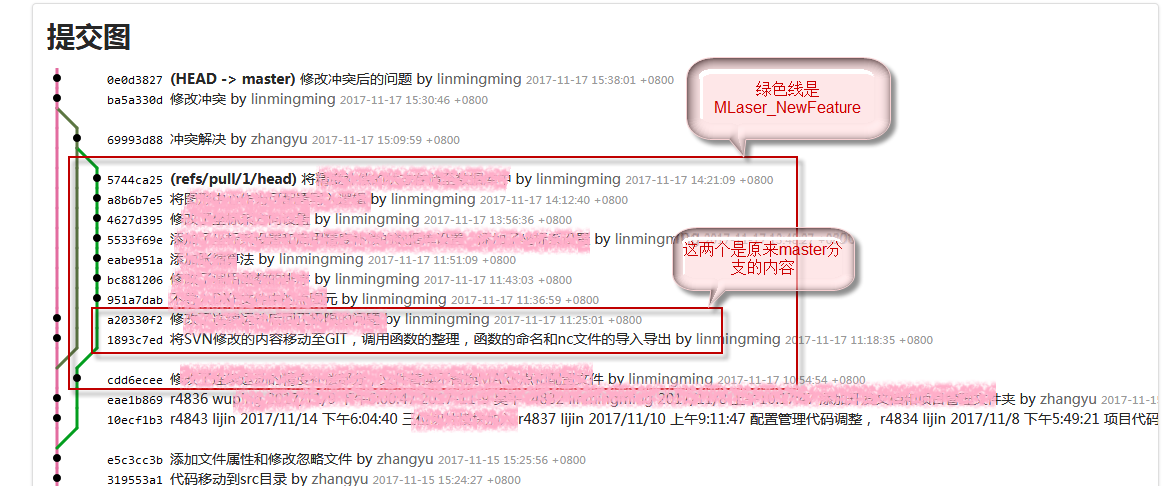 提交图
绿色线是
MLaser_NewFeature
0e0d3827 (HEAD -> master) 修改冲突后的问题 by linmingming 2017-11-17 15:38:01 +0800
ba5a330d 修改冲突 by linmingming 2017-11-17 15:30:46 +0800
69993d88 冲突解决 by zhangyu 2017-11-17 15:09:59 +0800
5744ca25 (refs/pull/1/head) 将 中 by linmingming 2017-11-17 14:21:09 +0800
a8b6b7e5 将图 by linmingming 2017-11-17 14:12:40 +0800
4627d395 修改 by linmingming 2017-11-17 13:56:36 +0800
5533f69e 添加 by linmingming
这两个是原来master分
支的内容
eabe951a 添加 算法 by linmingming 2017-11-17 11:51:09 +0800
bc881206 修改 by linmingming 2017-11-17 11:43:03 +0800
951a7dab 元 by linmingming 2017-11-17 11:36:59 +0800
a20330f2 修改 by linmingming 2017-11-17 11:25:01 +0800
1893c7ed 将SVN修改的内容移动至GIT，调用函数的整理，函数的命名和nc文件的导入导出 by linmingming 2017-11-17 11:18:35 +0800
cdd6ecee 修 件 by linmingming 2017-11-17 10:54:54 +0800
eae1b869 r4836 添加 文件夹 by zhangyu 2017-11-15
10ecf1b3 r4843 lijin 2017/11/14 下午6:04:40 三 r4837 lijin 2017/11/10 上午9:11:47 配置管理代码调整， r4834 lijin 2017/11/8 下午5:49:21 项目代码
e5c3cc3b 添加文件属性和修改忽略文件 by zhangyu 2017-11-15 15:25:56 +0800
319553a1 代码移动到src目录 by zhangyu 2017-11-15 15:24:27 +0800